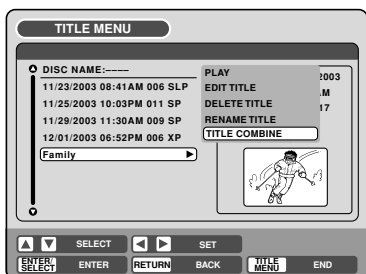 TITLE MENU
DISC NAME:----
11/23/2003 08:41AM 006 SLP
11/25/2003 10:03PM 011 SP
11/29/2003 11:30AM 009 SP
12/01/2003 06:52PM 006 XP
Family
PLAY
EDIT TITLE
DELETE TITLE
RENAME TITLE
TITLE COMBINE
2003
.M
17
SELECT SET
ENTER/SELECT ENTER RETURN BACK TITLE MENU END